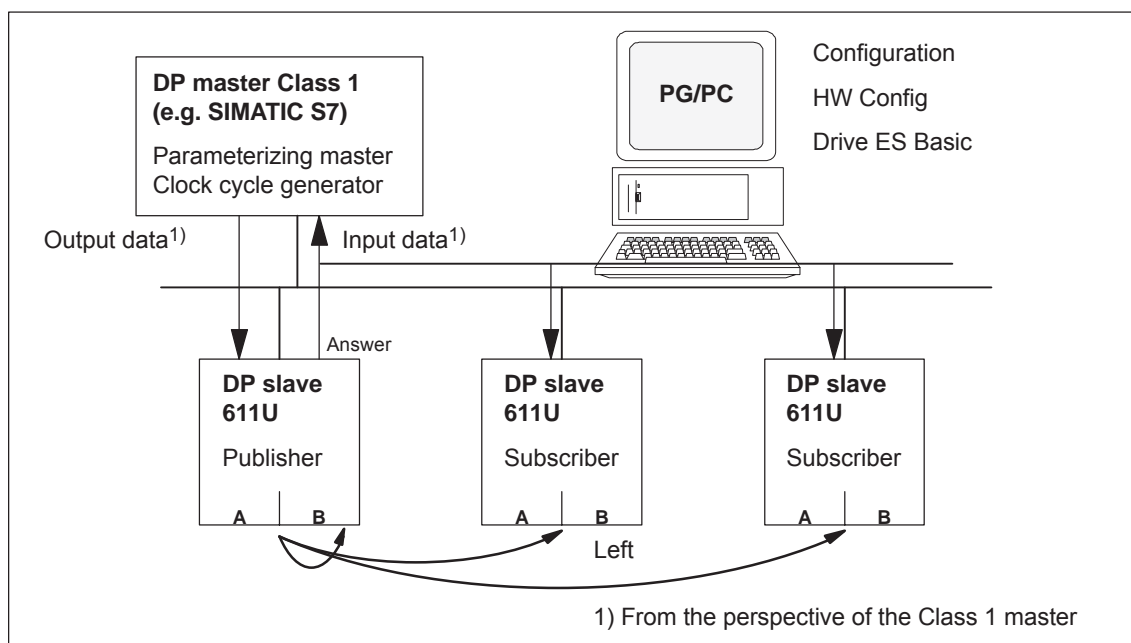 DP master Class 1
(e.g. SIMATIC S7)
Parameterizing master
Clock cycle generator
PG/PC
Configuration
HW Config
Drive ES Basic
Output data1)
Input data1)
Answer
DP slave
611U
Publisher
A B
DP slave
611U
Subscriber
A B
DP slave
611U
Subscriber
A B
Left
1) From the perspective of the Class 1 master